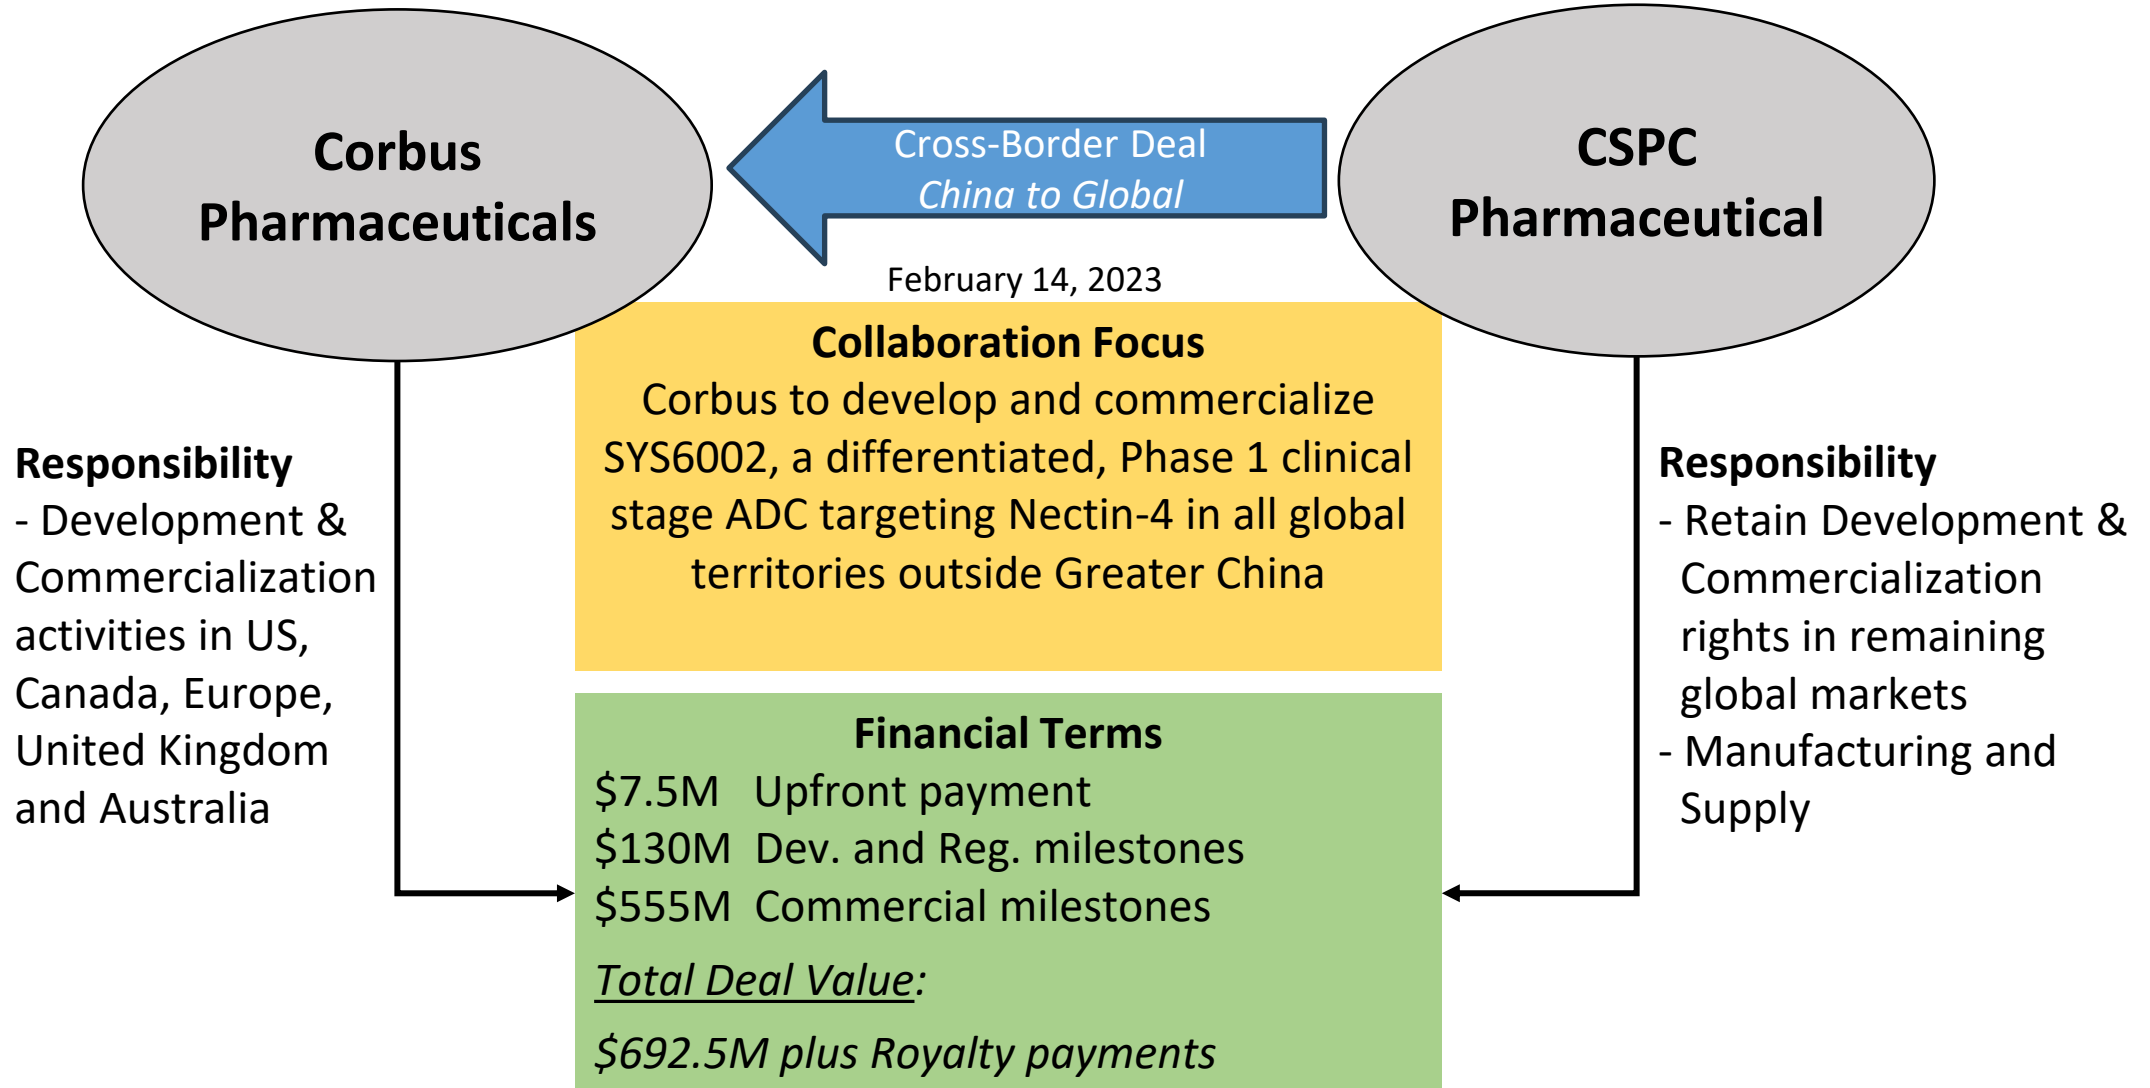 Corbus
Pharmaceuticals
Cross-Border Deal
China to Global
CSPC
Pharmaceutical
February 14, 2023
Collaboration Focus
Corbus to develop and commercialize
SYS6002, a differentiated, Phase 1 clinical
stage ADC targeting Nectin-4 in all global
territories outside Greater China
Responsibility
- Development &
Commercialization
activities in US,
Canada, Europe,
United Kingdom
and Australia
Responsibility
- Retain Development &
Commercialization
rights in remaining
global markets
- Manufacturing and
Supply
Financial Terms
$7.5M Upfront payment
$130M Dev. and Reg. milestones
$555M Commercial milestones
Total Deal Value:
$692.5M plus Royalty payments